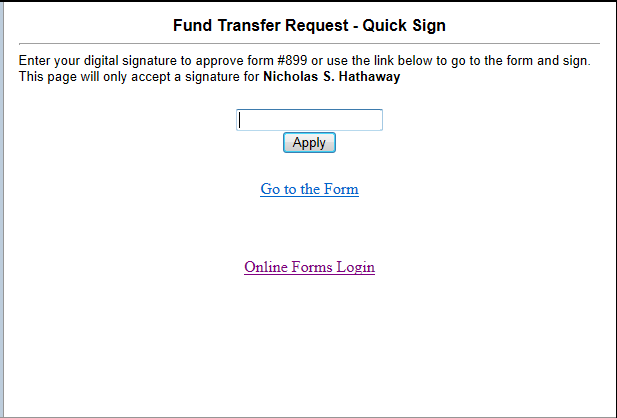 Fund Transfer Request - Quick Sign
Enter your digital signature to approve form #899 or use the link below to go to the form and sign.
This page will only accept a signature for Nicholas S. Hathaway
Apply
Go to the Form
Online Forms Login